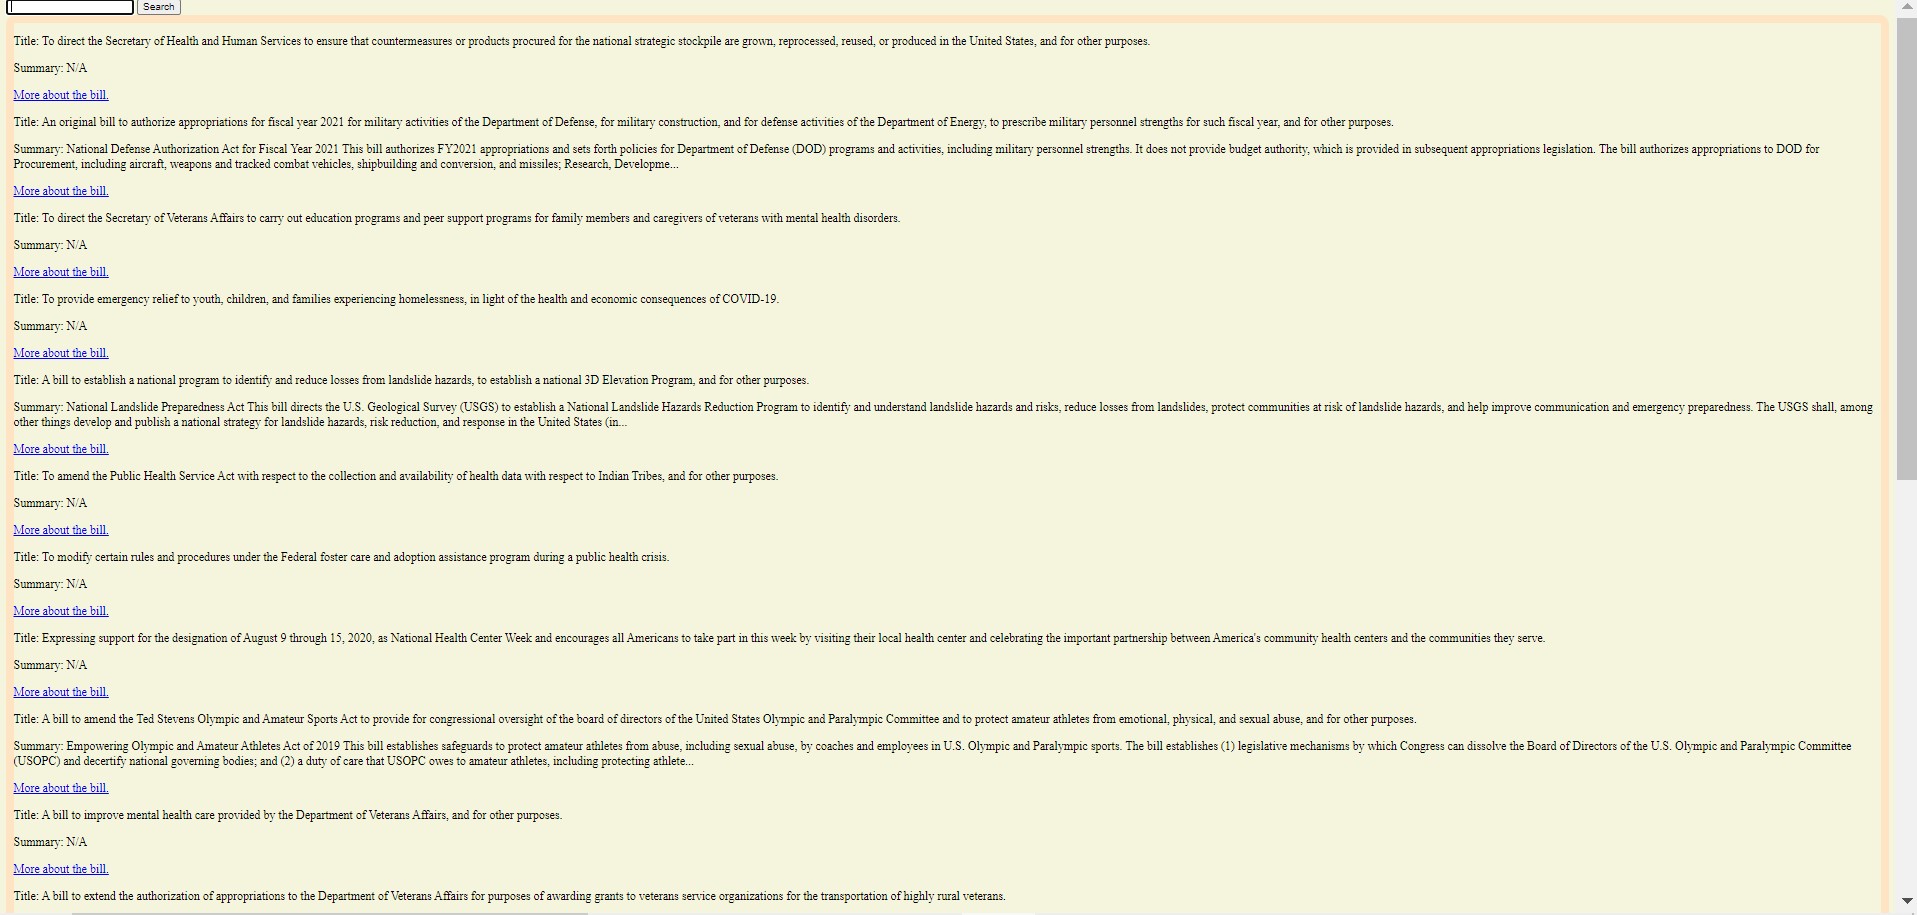 Search
Title: To direct the Secretary of Health and Human Services to ensure that countermeasures or products procured for the national strategic stockpile are grown, reprocessed, reused, or produced in the United States, and for other purposes.
Summary: N/A
More about the bill.
Title: An original bill to authorize appropriations for fiscal year 2021 for military activities of the Department of Defense, for military construction, and for defense activities of the Department of Energy, to prescribe military personnel strengths for such fiscal year, and for other purposes.
Summary: National Defense Authorization Act for Fiscal Year 2021 This bill authorizes FY2021 appropriations and sets forth policies for Department of Defense (DOD) programs and activities, including military personnel strengths. It does not provide budget authority, which is provided in subsequent appropriations legislation. The bill authorizes appropriations to DOD for
Procurement, including aircraft, weapons and tracked combat vehicles, shipbuilding and conversion, and missiles; Research, Developme...
More about the bill.
Title: To direct the Secretary of Veterans Affairs to carry out education programs and peer support programs for family members and caregivers of veterans with mental health disorders.
Summary: N/A
More about the bill.
Title: To provide emergency relief to youth, children, and families experiencing homelessness, in light of the health and economic consequences of COVID-19.
Summary: N/A
More about the bill.
Title: A bill to establish a national program to identify and reduce losses from landslide hazards, to establish a national 3D Elevation Program, and for other purposes.
Summary: National Landslide Preparedness Act This bill directs the U.S. Geological Survey (USGS) to establish a National Landslide Hazards Reduction Program to identify and understand landslide hazards and risks, reduce losses from landslides, protect communities at risk of landslide hazards, and help improve communication and emergency preparedness. The USGS shall, among
other things develop and publish a national strategy for landslide hazards, risk reduction, and response in the United States (in...
More about the bill.
Title: To amend the Public Health Service Act with respect to the collection and availability of health data with respect to Indian Tribes, and for other purposes.
Summary: N/A
More about the bill.
Title: To modify certain rules and procedures under the Federal foster care and adoption assistance program during a public health crisis.
Summary: N/A
More about the bill.
Title: Expressing support for the designation of August 9 through 15, 2020, as National Health Center Week and encourages all Americans to take part in this week by visiting their local health center and celebrating the important partnership between America's community health centers and the communities they serve.
Summary: N/A
More about the bill.
Title: A bill to amend the Ted Stevens Olympic and Amateur Sports Act to provide for congressional oversight of the board of directors of the United States Olympic and Paralympic Committee and to protect amateur athletes from emotional, physical, and sexual abuse, and for other purposes.
Summary: Empowering Olympic and Amateur Athletes Act of 2019 This bill establishes safeguards to protect amateur athletes from abuse, including sexual abuse, by coaches and employees in U.S. Olympic and Paralympic sports. The bill establishes (1) legislative mechanisms by which Congress can dissolve the Board of Directors of the U.S. Olympic and Paralympic Committee
(USOPC) and decertify national governing bodies; and (2) a duty of care that USOPC owes to amateur athletes, including protecting athlete...
More about the bill.
Title: A bill to improve mental health care provided by the Department of Veterans Affairs, and for other purposes.
Summary: N/A
More about the bill.
Title: A bill to extend the authorization of appropriations to the Department of Veterans Affairs for purposes of awarding grants to veterans service organizations for the transportation of highly rural veterans.